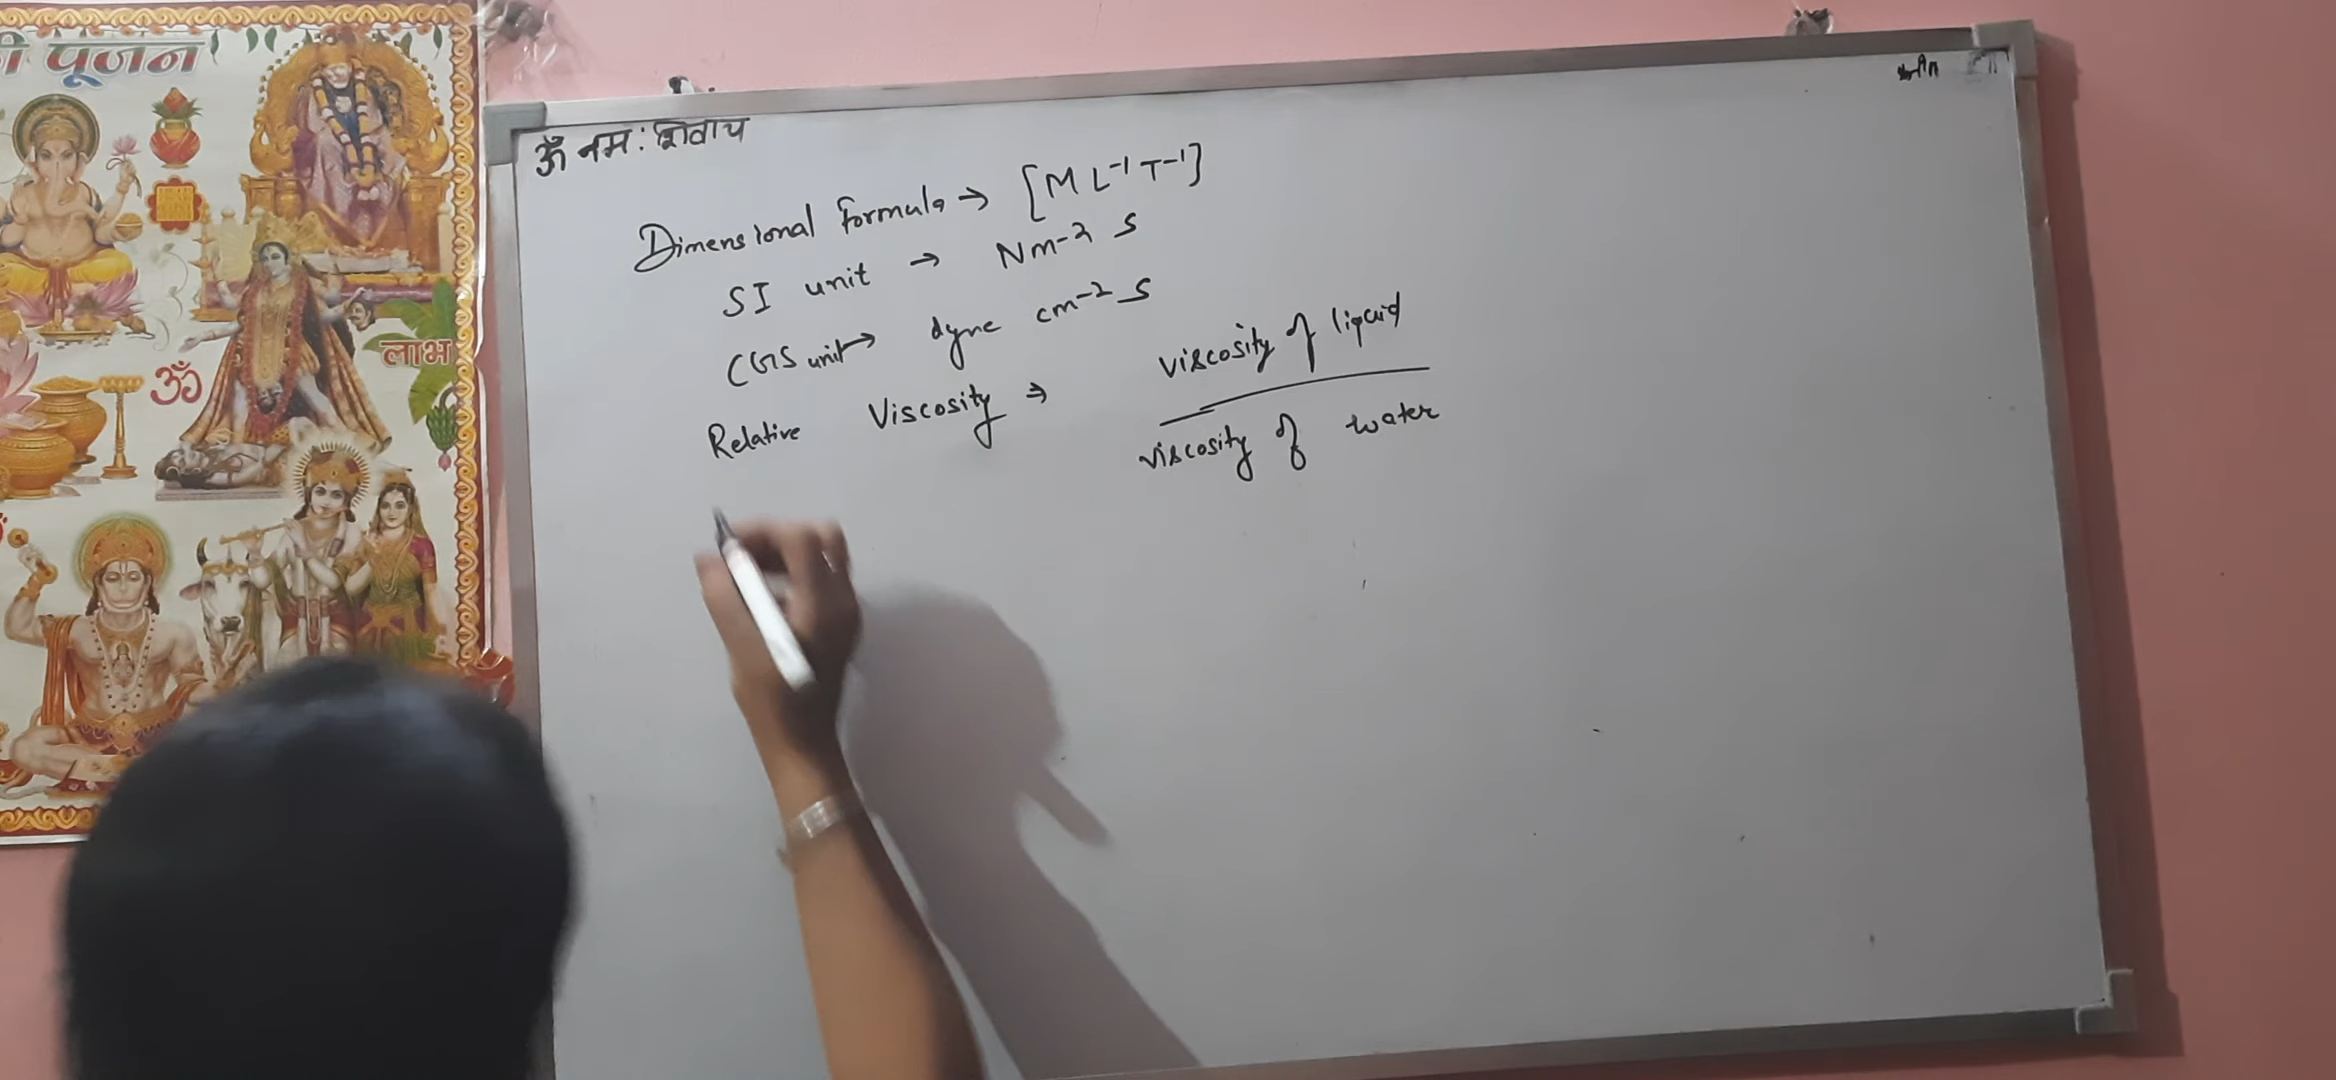 ी पूजन
लाभ
ॐ
ॐ नम: शिवाय
Dimensional formula → [M L⁻¹ T⁻¹]
SI unit → Nm⁻² S
CGS unit → dyne cm⁻² S
Relative Viscosity → viscosity of liquid
viscosity of water